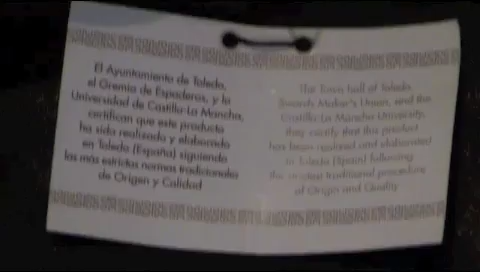 El Ayuntamiento de Toledo,
el Gremio de Espaderos, y la
Universidad de Castilla-La Mancha,
certifican que este producto
ha sido realizado y elaborado
en Toledo (España) siguiendo
las más estrictas normas tradicionales
de Origen y Calidad
The Town hall of Toledo,
Swords Maker's Union, and the
Castilla-La Mancha University,
they certify that this product
has been realized and elaborated
in Toledo (Spain) following
the traditional procedure
of Origin and Quality